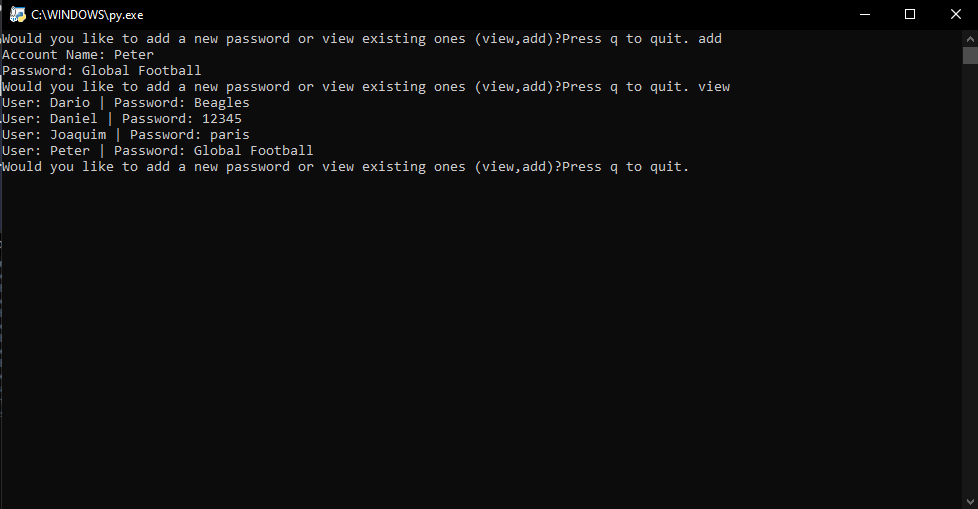 C:\WINDOWS\py.exe
Would you like to add a new password or view existing ones (view,add)?Press q to quit. add
Account Name: Peter
Password: Global Football
Would you like to add a new password or view existing ones (view,add)?Press q to quit. view
User: Dario | Password: Beagles
User: Daniel | Password: 12345
User: Joaquim | Password: paris
User: Peter | Password: Global Football
Would you like to add a new password or view existing ones (view,add)?Press q to quit.